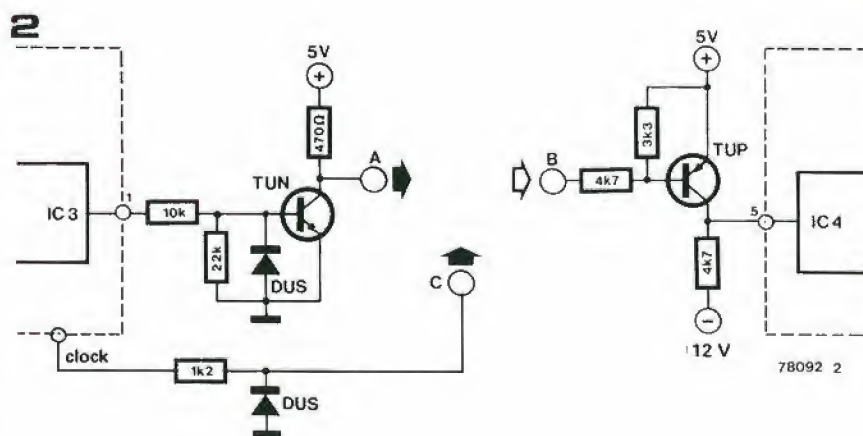 2
5V
+
470Ω
A
TUN
IC3
1
10k
22k
DUS
C
clock
1k2
DUS
5V
+
3k3
TUP
B
4k7
5
IC4
4k7
−
12 V
78092 2